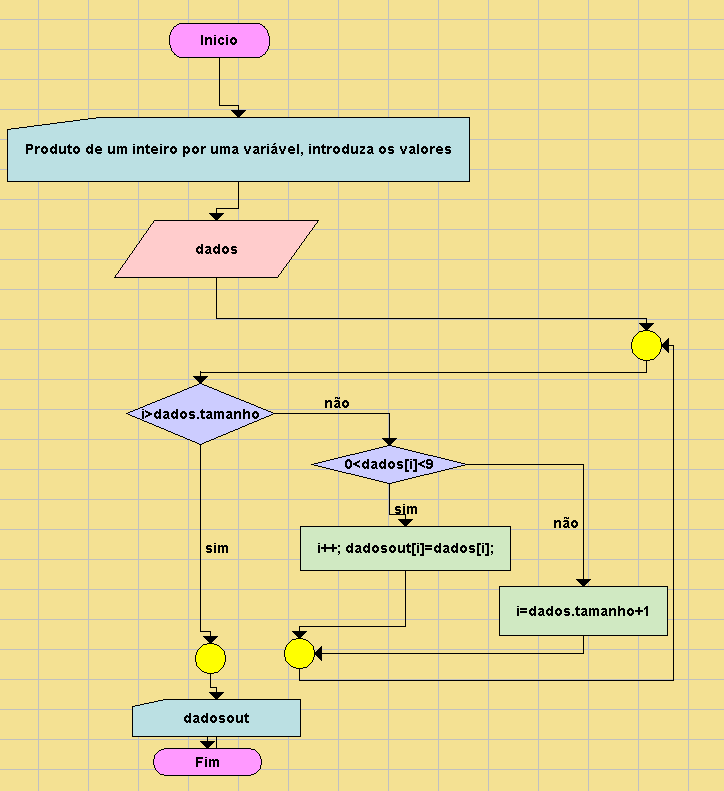 Inicio
Produto de um inteiro por uma variável, introduza os valores
dados
i>dados.tamanho
não
0<dados[i]<9
sim
não
i++; dadosout[i]=dados[i];
sim
i=dados.tamanho+1
dadosout
Fim